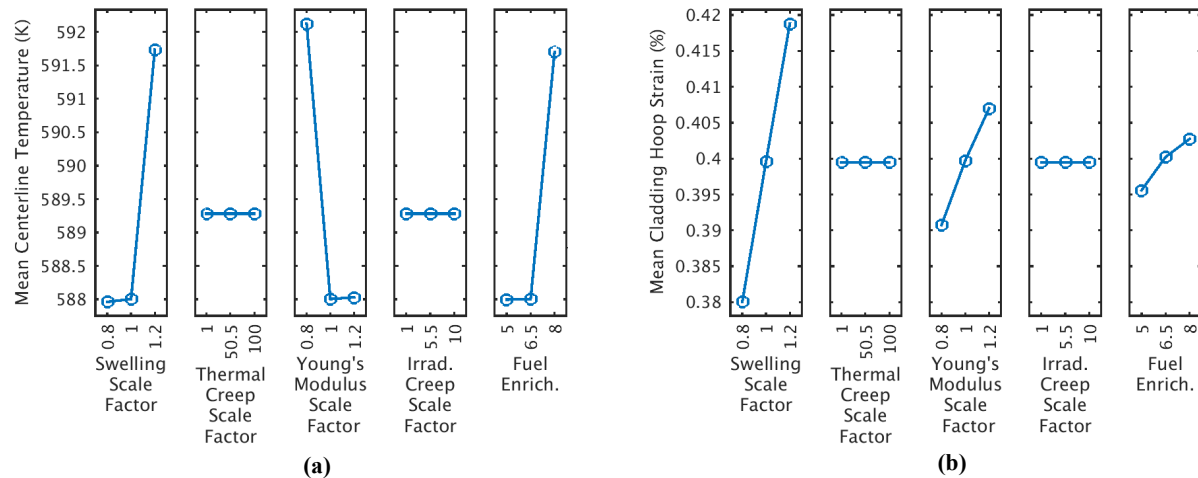 Mean Centerline Temperature (K)
592
591.5
591
590.5
590
589.5
589
588.5
588
0.8
1
1.2
Swelling
Scale
Factor
1
50.5
100
Thermal
Creep
Scale
Factor
0.8
1
1.2
Young's
Modulus
Scale
Factor
1
5.5
10
Irrad.
Creep
Scale
Factor
5
6.5
8
Fuel
Enrich.
(a)
Mean Cladding Hoop Strain (%)
0.42
0.415
0.41
0.405
0.4
0.395
0.39
0.385
0.38
0.8
1
1.2
Swelling
Scale
Factor
1
50.5
100
Thermal
Creep
Scale
Factor
0.8
1
1.2
Young's
Modulus
Scale
Factor
1
5.5
10
Irrad.
Creep
Scale
Factor
5
6.5
8
Fuel
Enrich.
(b)